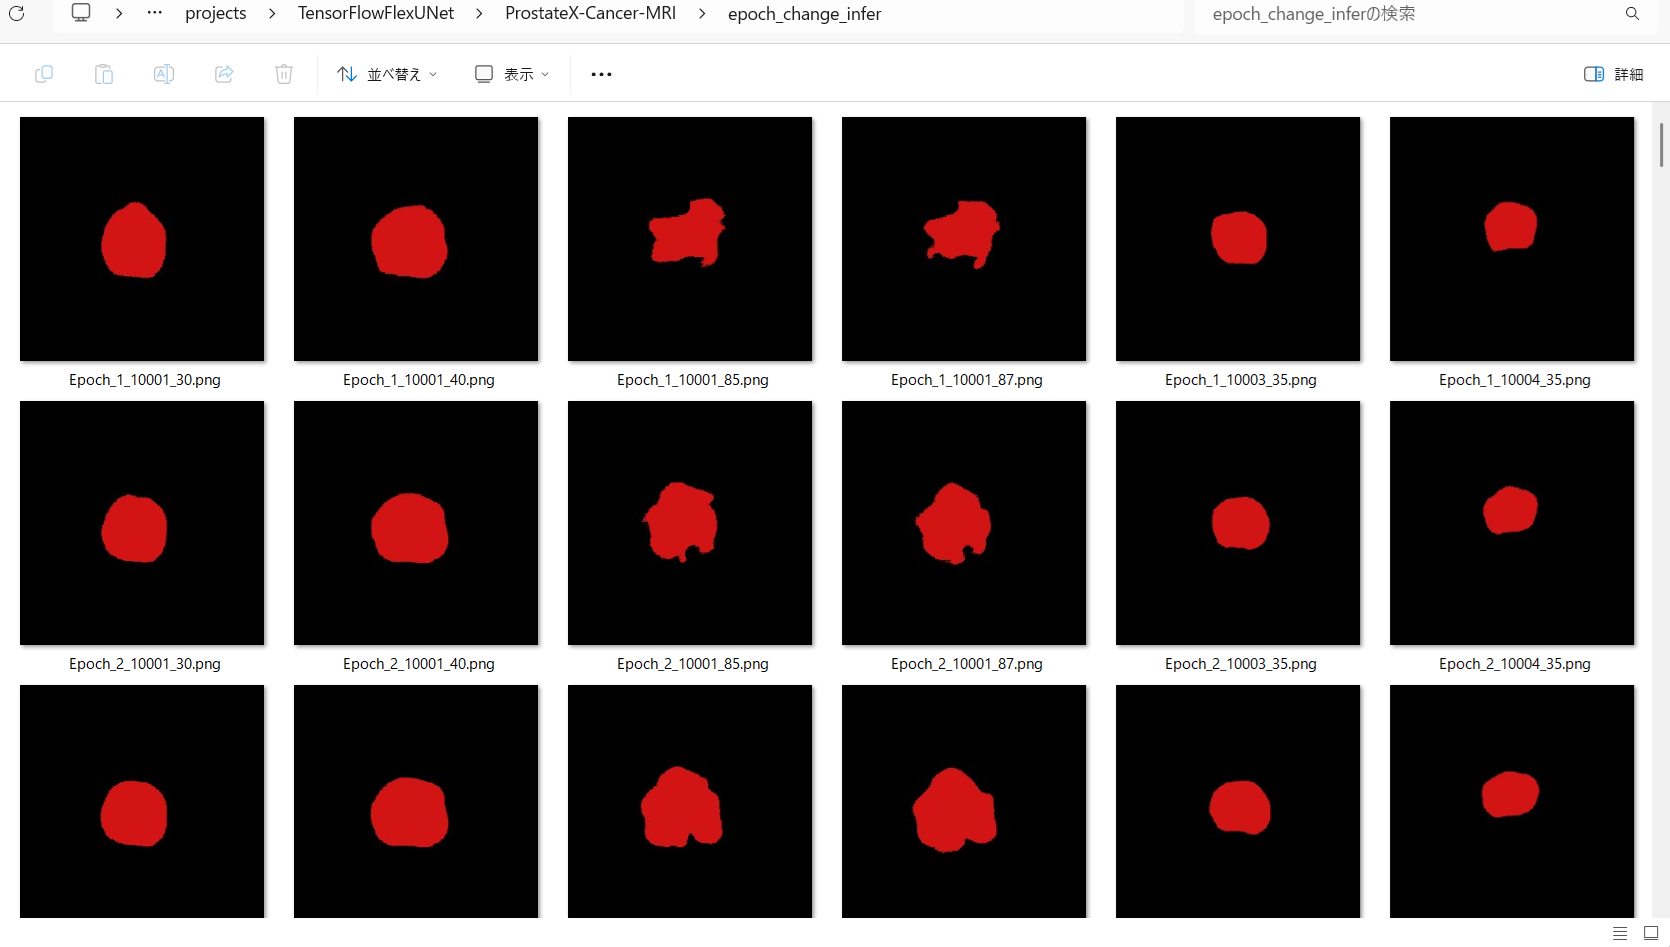 … projects TensorFlowFlexUNet ProstateX-Cancer-MRI epoch_change_infer epoch_change_inferの検索
並べ替え 表示 … 詳細
Epoch_1_10001_30.png Epoch_1_10001_40.png Epoch_1_10001_85.png Epoch_1_10001_87.png Epoch_1_10003_35.png Epoch_1_10004_35.png
Epoch_2_10001_30.png Epoch_2_10001_40.png Epoch_2_10001_85.png Epoch_2_10001_87.png Epoch_2_10003_35.png Epoch_2_10004_35.png